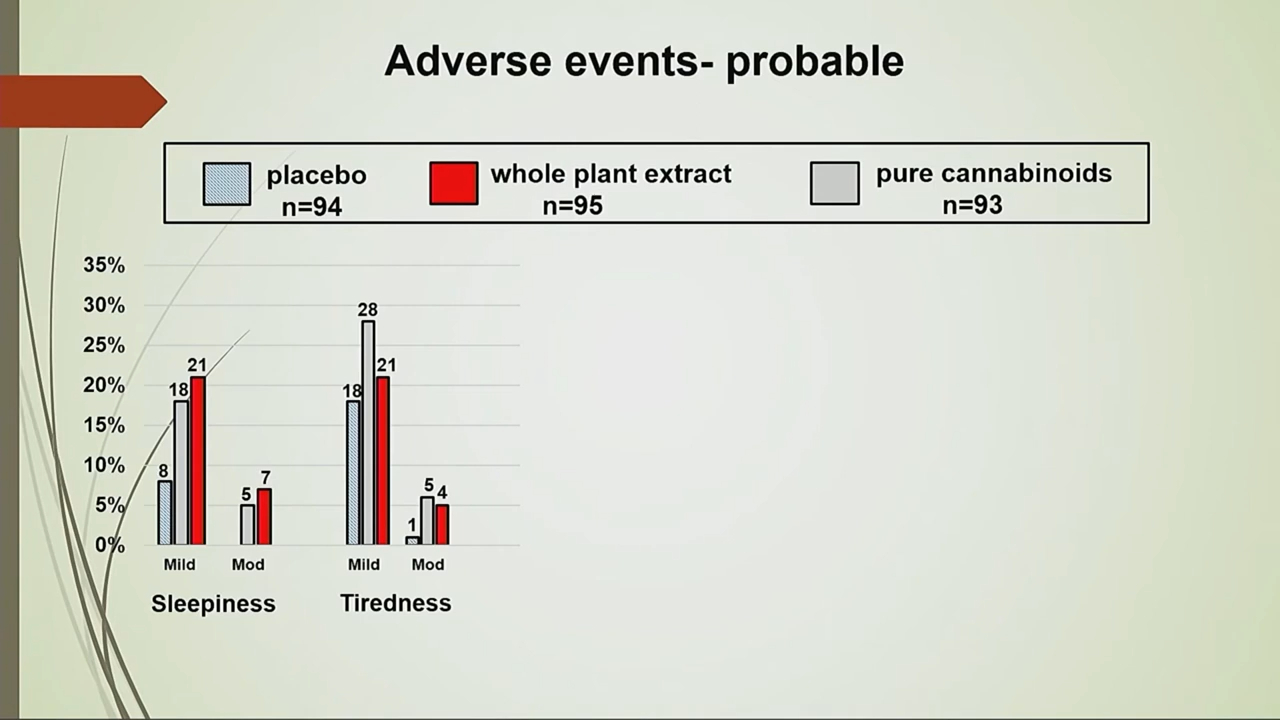 Adverse events- probable
placebo
n=94
whole plant extract
n=95
pure cannabinoids
n=93
35%
30%
25%
20%
15%
10%
5%
0%
8
18
21
5
7
18
28
21
1
5
4
Mild
Mod
Mild
Mod
Sleepiness
Tiredness